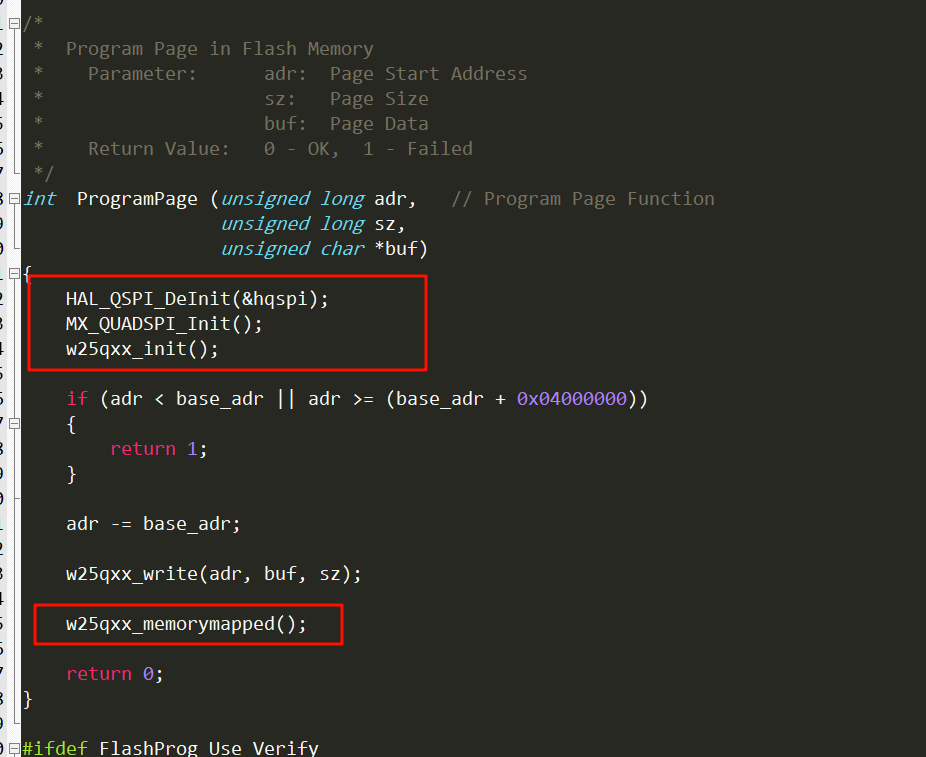 /*
 *  Program Page in Flash Memory
 *    Parameter:      adr:  Page Start Address
 *                    sz:   Page Size
 *                    buf:  Page Data
 *    Return Value:   0 - OK,  1 - Failed
 */
int  ProgramPage (unsigned long adr,   // Program Page Function
                  unsigned long sz,
                  unsigned char *buf)
{
    HAL_QSPI_DeInit(&hqspi);
    MX_QUADSPI_Init();
    w25qxx_init();
    if (adr < base_adr || adr >= (base_adr + 0x04000000))
    {
        return 1;
    }
    adr -= base_adr;
    w25qxx_write(adr, buf, sz);
    w25qxx_memorymapped();
    return 0;
}
#ifdef FlashProg_Use_Verify